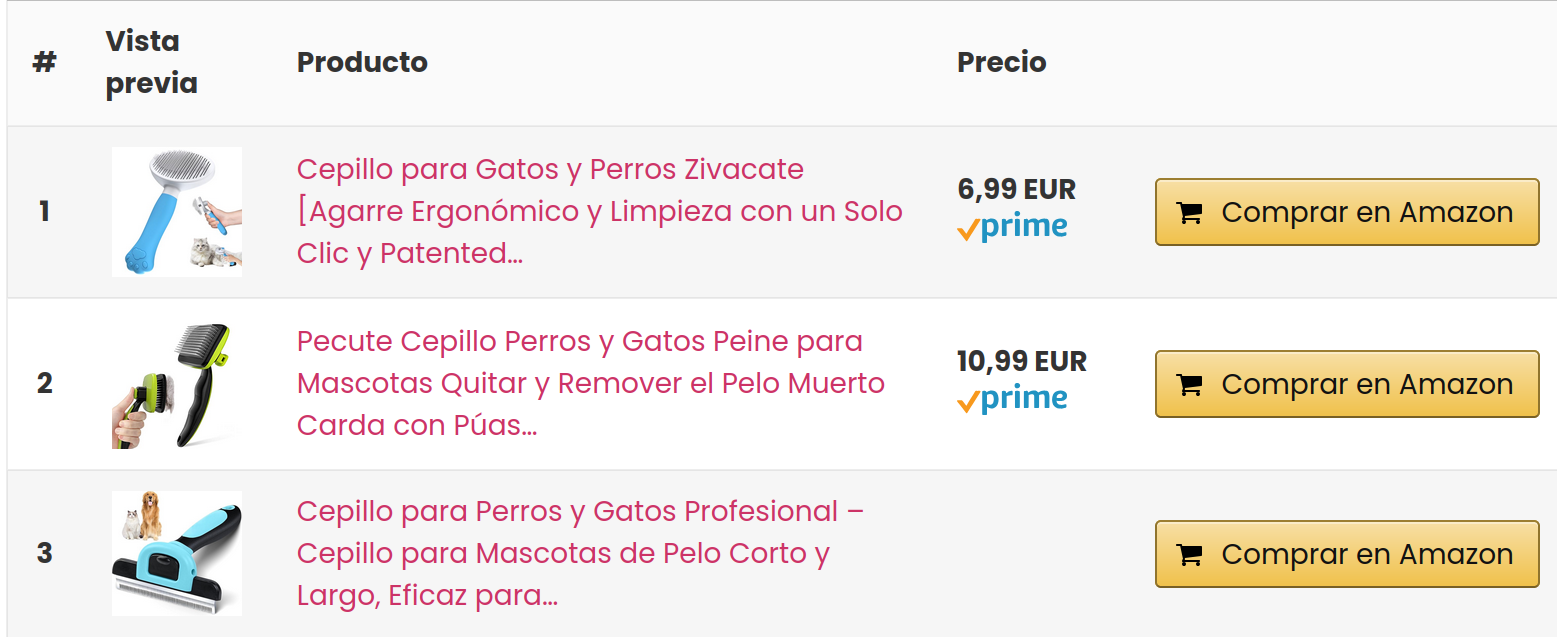 #
Vista
previa
Producto
Precio
1
Cepillo para Gatos y Perros Zivacate
[Agarre Ergonómico y Limpieza con un Solo
Clic y Patented...
6,99 EUR
prime
Comprar en Amazon
2
Pecute Cepillo Perros y Gatos Peine para
Mascotas Quitar y Remover el Pelo Muerto
Carda con Púas...
10,99 EUR
prime
Comprar en Amazon
3
Cepillo para Perros y Gatos Profesional –
Cepillo para Mascotas de Pelo Corto y
Largo, Eficaz para...
Comprar en Amazon